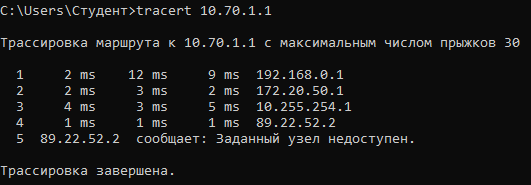 C:\Users\Студент>tracert 10.70.1.1
Трассировка маршрута к 10.70.1.1 с максимальным числом прыжков 30
1 2 ms 12 ms 9 ms 192.168.0.1
2 2 ms 3 ms 2 ms 172.20.50.1
3 4 ms 3 ms 5 ms 10.255.254.1
4 1 ms 1 ms 1 ms 89.22.52.2
5 89.22.52.2 сообщает: Заданный узел недоступен.
Трассировка завершена.